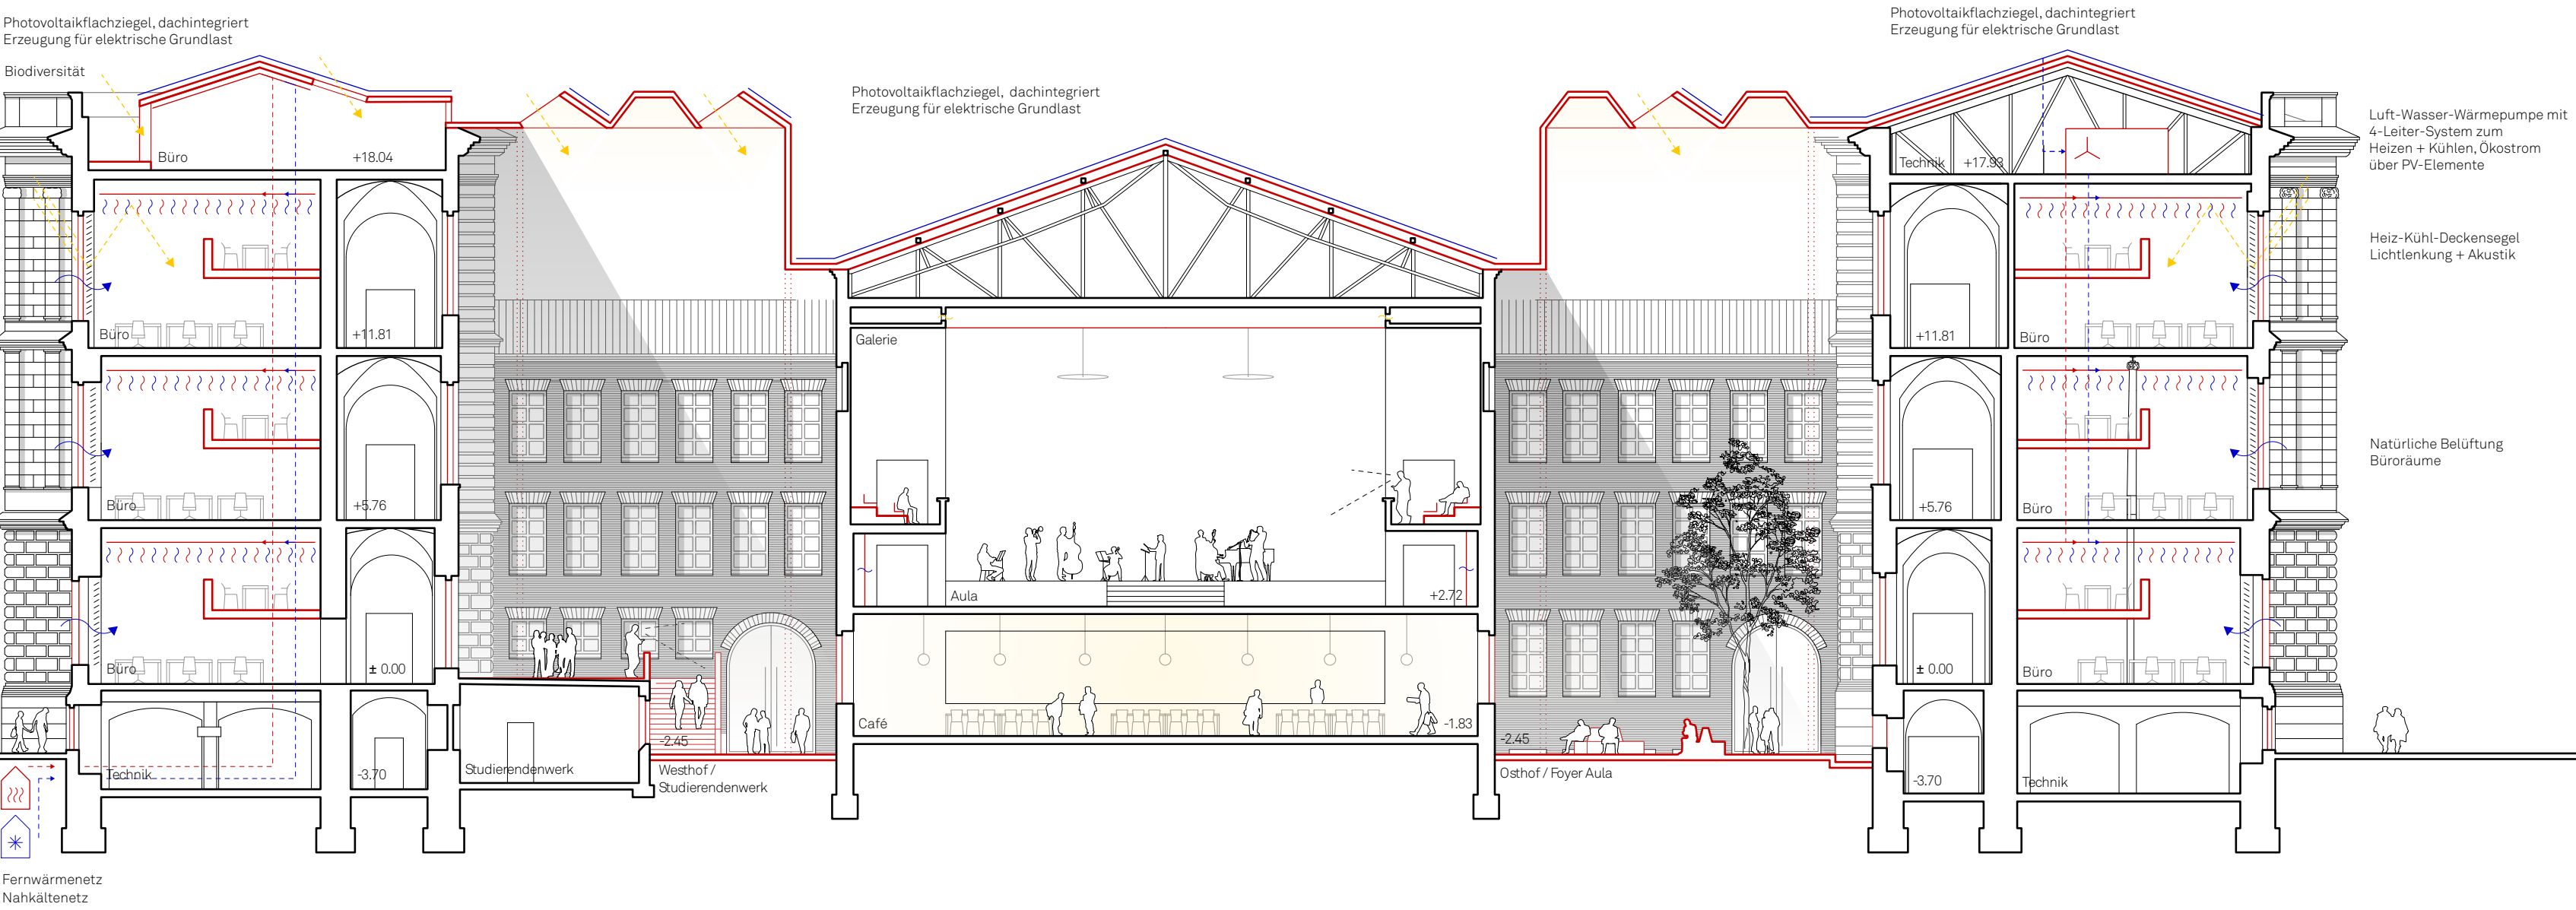 Photovoltaikflachziegel, dachintegriert
Erzeugung für elektrische Grundlast
Biodiversität
Photovoltaikflachziegel, dachintegriert
Erzeugung für elektrische Grundlast
Photovoltaikflachziegel, dachintegriert
Erzeugung für elektrische Grundlast
Luft-Wasser-Wärmepumpe mit
4-Leiter-System zum
Heizen + Kühlen, Ökostrom
über PV-Elemente
Büro
+18.04
Technik
+17.93
Heiz-Kühl-Deckensegel
Lichtlenkung + Akustik
Büro
+11.81
Galerie
+11.81
Büro
Natürliche Belüftung
Büroräume
Büro
+5.76
+5.76
Büro
Aula
+2.72
Büro
± 0.00
± 0.00
Büro
Café
-1.83
-2.45
-2.45
Technik
-3.70
Studierendenwerk
Westhof /
Studierendenwerk
Osthof / Foyer Aula
-3.70
Technik
Fernwärmenetz
Nahkältenetz